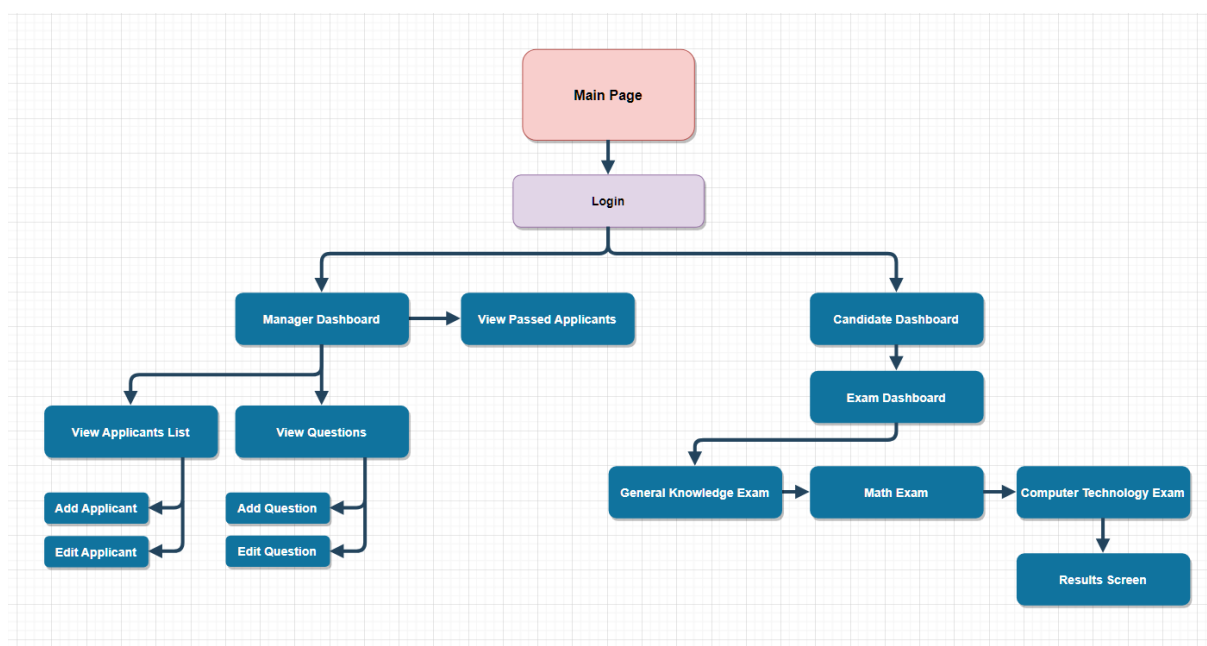 Main Page
Login
Manager Dashboard
View Passed Applicants
Candidate Dashboard
Exam Dashboard
View Applicants List
View Questions
General Knowledge Exam
Math Exam
Computer Technology Exam
Add Applicant
Add Question
Edit Applicant
Edit Question
Results Screen